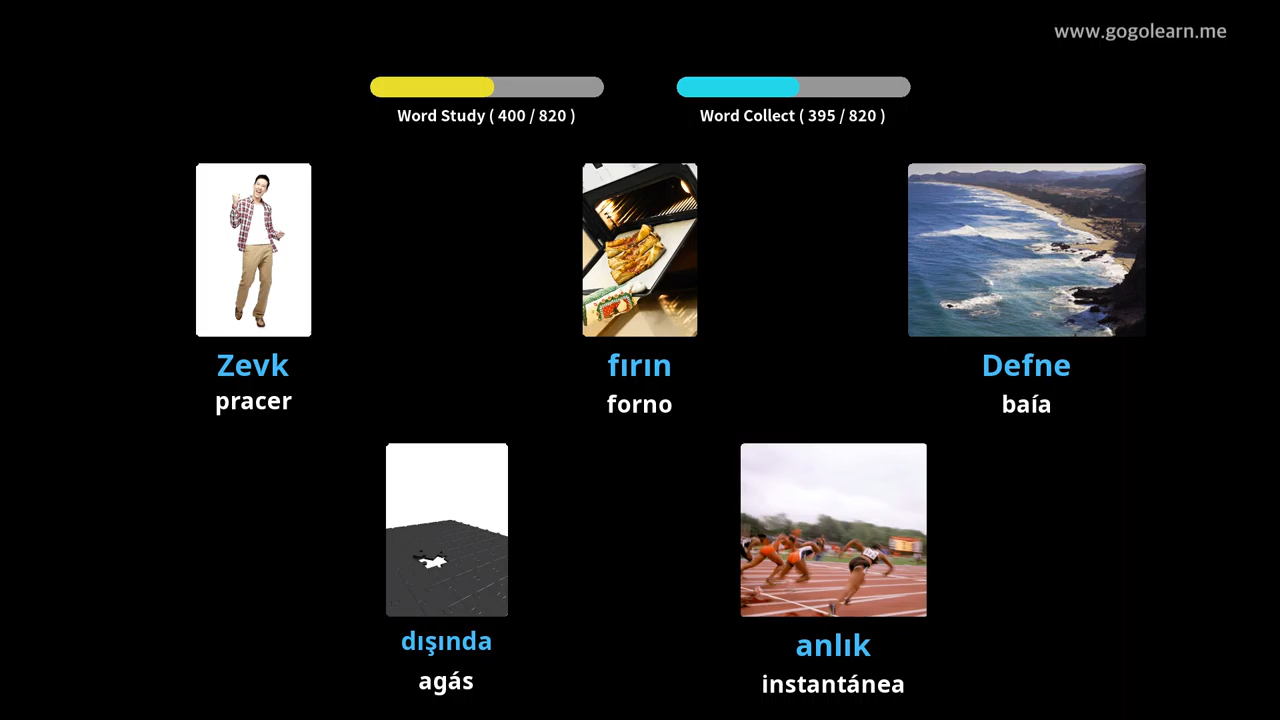 www.gogolearn.me
Word Study ( 400 / 820 )
Word Collect ( 395 / 820 )
Zevk
pracer
fırın
forno
Defne
baía
dışında
agás
anlık
instantánea